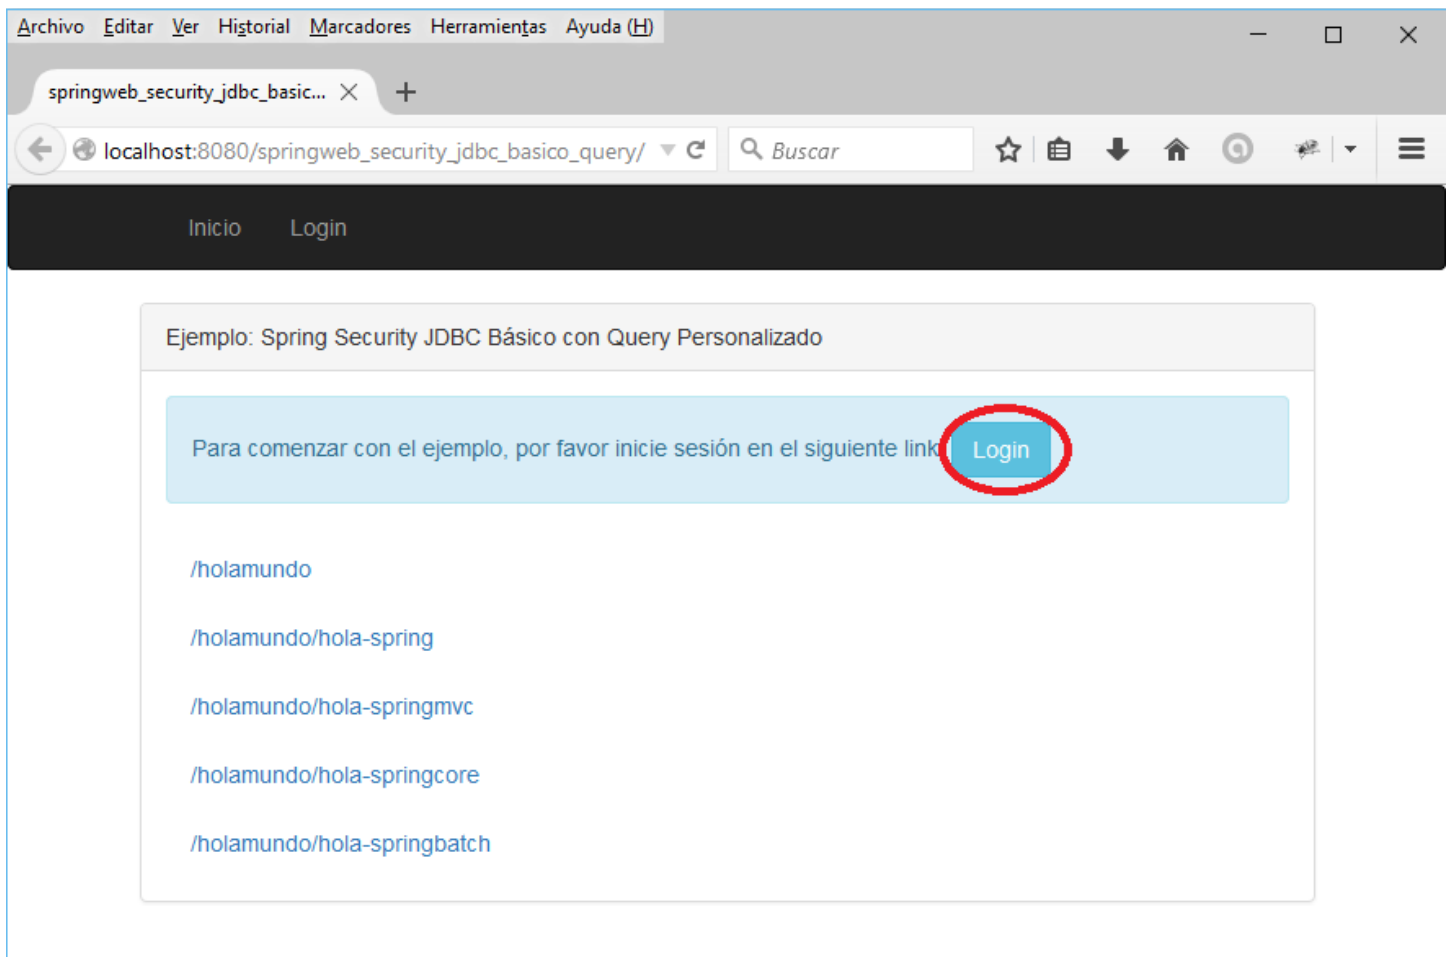 Archivo Editar Ver Historial Marcadores Herramientas Ayuda (H)
springweb_security_jdbc_basic...
localhost:8080/springweb_security_jdbc_basico_query/ Buscar
Inicio Login
Ejemplo: Spring Security JDBC Básico con Query Personalizado
Para comenzar con el ejemplo, por favor inicie sesión en el siguiente link Login
/holamundo
/holamundo/hola-spring
/holamundo/hola-springmvc
/holamundo/hola-springcore
/holamundo/hola-springbatch